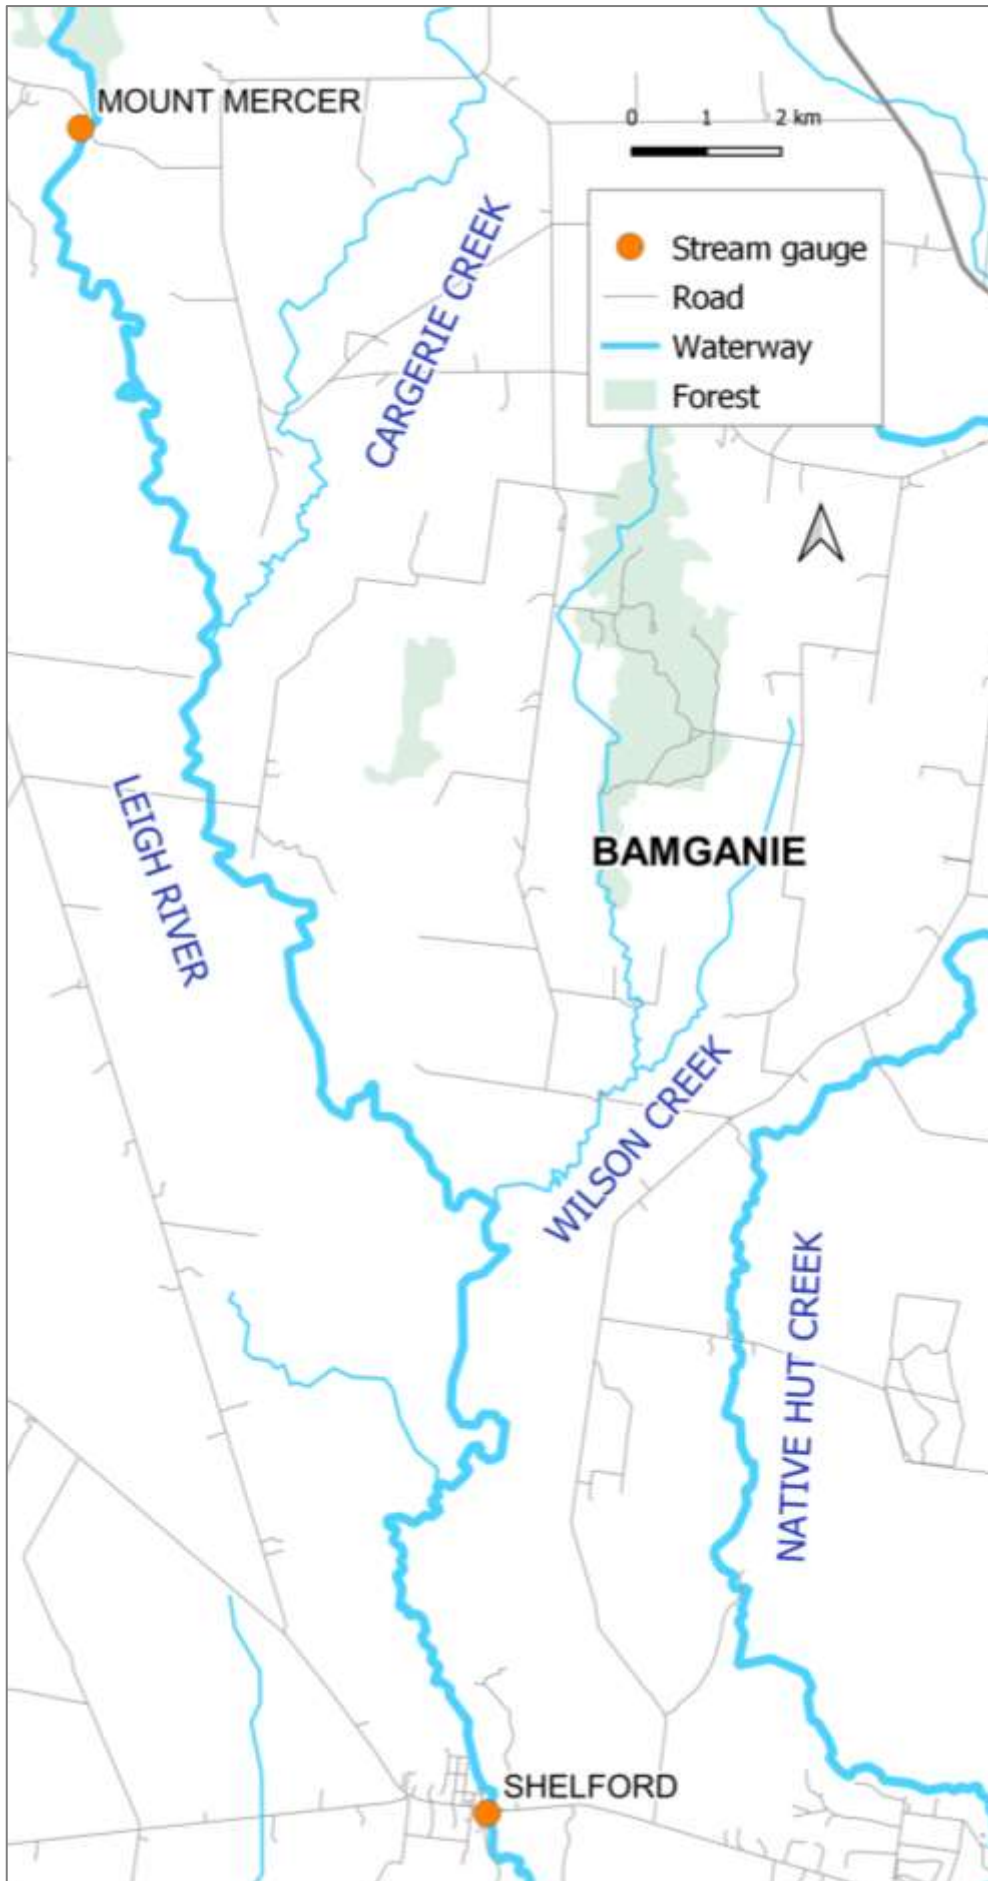 MOUNT MERCER
0 1 2 km
Stream gauge
Road
Waterway
Forest
CARGERIE CREEK
LEIGH RIVER
BAMGANIE
WILSON CREEK
NATIVE HUT CREEK
SHELFORD